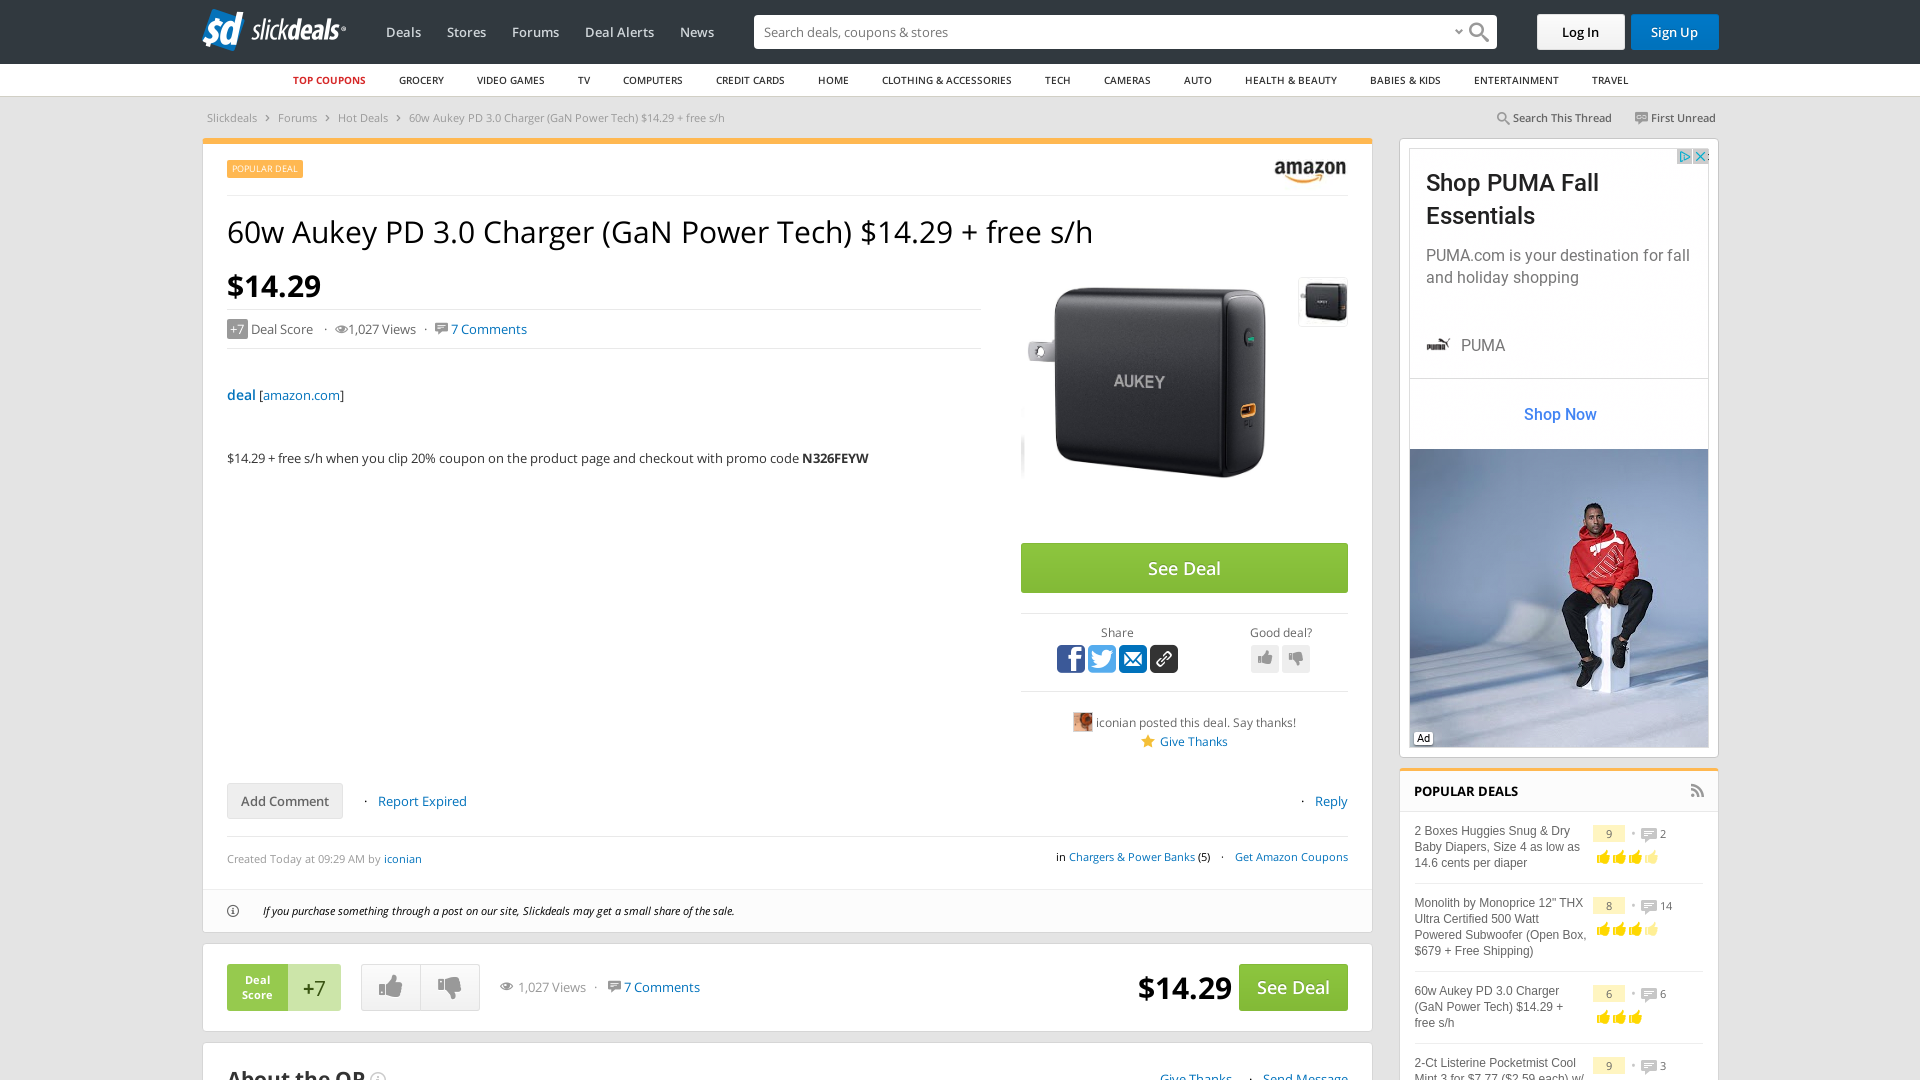 slickdeals
Deals
Stores
Forums
Deal Alerts
News
Search deals, coupons & stores
Log In
Sign Up
TOP COUPONS
GROCERY
VIDEO GAMES
TV
COMPUTERS
CREDIT CARDS
HOME
CLOTHING & ACCESSORIES
TECH
CAMERAS
AUTO
HEALTH & BEAUTY
BABIES & KIDS
ENTERTAINMENT
TRAVEL
Slickdeals > Forums > Hot Deals > 60w Aukey PD 3.0 Charger (GaN Power Tech) $14.29 + free s/h
Search This Thread
First Unread
POPULAR DEAL
amazon
60w Aukey PD 3.0 Charger (GaN Power Tech) $14.29 + free s/h
$14.29
+7 Deal Score · 1,027 Views · 7 Comments
deal [amazon.com]
$14.29 + free s/h when you clip 20% coupon on the product page and checkout with promo code N326FEYW
AUKEY
AUKEY
See Deal
Share
Good deal?
iconian posted this deal. Say thanks!
Give Thanks
Add Comment
· Report Expired
· Reply
Created Today at 09:29 AM by iconian
in Chargers & Power Banks (5) · Get Amazon Coupons
If you purchase something through a post on our site, Slickdeals may get a small share of the sale.
Deal
Score
+7
1,027 Views · 7 Comments
$14.29
See Deal
About the OP
Give Thanks · Send Message
Shop PUMA Fall
Essentials
PUMA.com is your destination for fall
and holiday shopping
PUMA
PUMA
Shop Now
Ad
POPULAR DEALS
2 Boxes Huggies Snug & Dry
Baby Diapers, Size 4 as low as
14.6 cents per diaper
9 · 2
Monolith by Monoprice 12" THX
Ultra Certified 500 Watt
Powered Subwoofer (Open Box,
$679 + Free Shipping)
8 · 14
60w Aukey PD 3.0 Charger
(GaN Power Tech) $14.29 +
free s/h
6 · 6
2-Ct Listerine Pocketmist Cool
Mint 3 for $7.77 ($2.59 each) w/
9 · 3